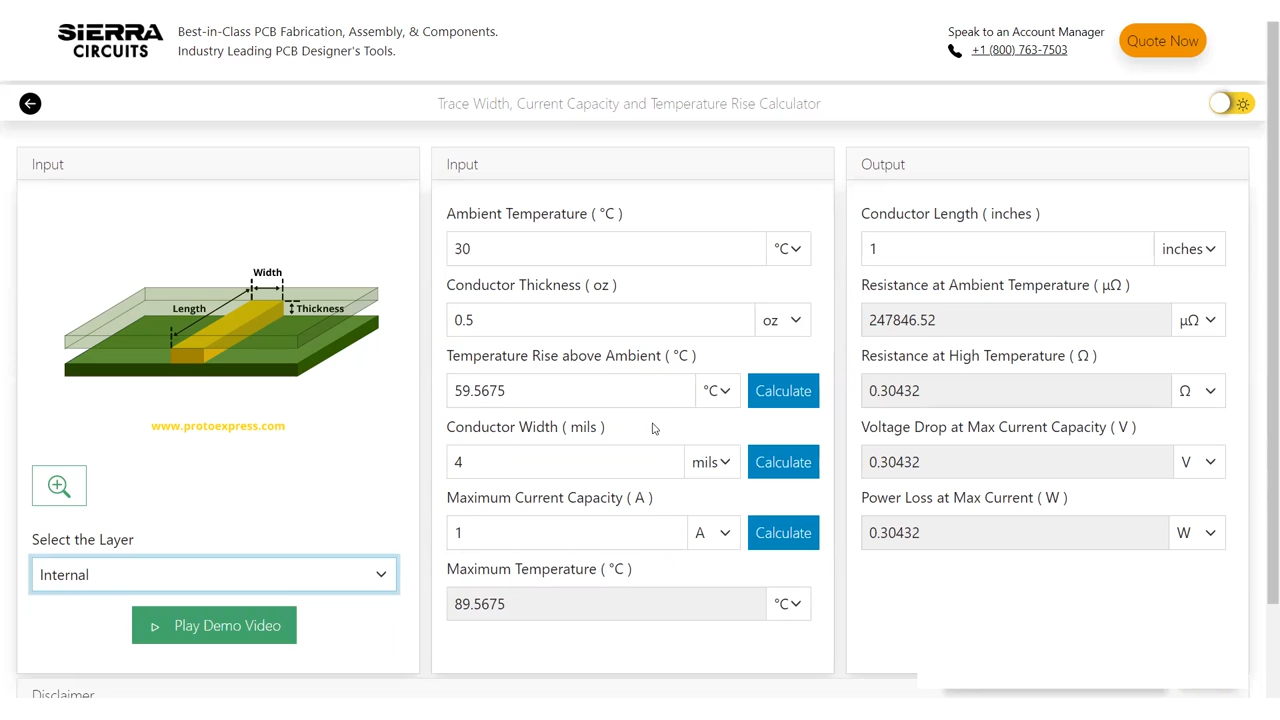 SIERRA
CIRCUITS
Best-in-Class PCB Fabrication, Assembly, & Components.
Industry Leading PCB Designer's Tools.
Speak to an Account Manager
+1 (800) 763-7503
Quote Now
Trace Width, Current Capacity and Temperature Rise Calculator
Input
Width
Length
Thickness
www.protoexpress.com
Select the Layer
Internal
Play Demo Video
Input
Ambient Temperature ( °C )
30 °C
Conductor Thickness ( oz )
0.5 oz
Temperature Rise above Ambient ( °C )
59.5675 °C Calculate
Conductor Width ( mils )
4 mils Calculate
Maximum Current Capacity ( A )
1 A Calculate
Maximum Temperature ( °C )
89.5675 °C
Output
Conductor Length ( inches )
1 inches
Resistance at Ambient Temperature ( μΩ )
247846.52 μΩ
Resistance at High Temperature ( Ω )
0.30432 Ω
Voltage Drop at Max Current Capacity ( V )
0.30432 V
Power Loss at Max Current ( W )
0.30432 W
Disclaimer